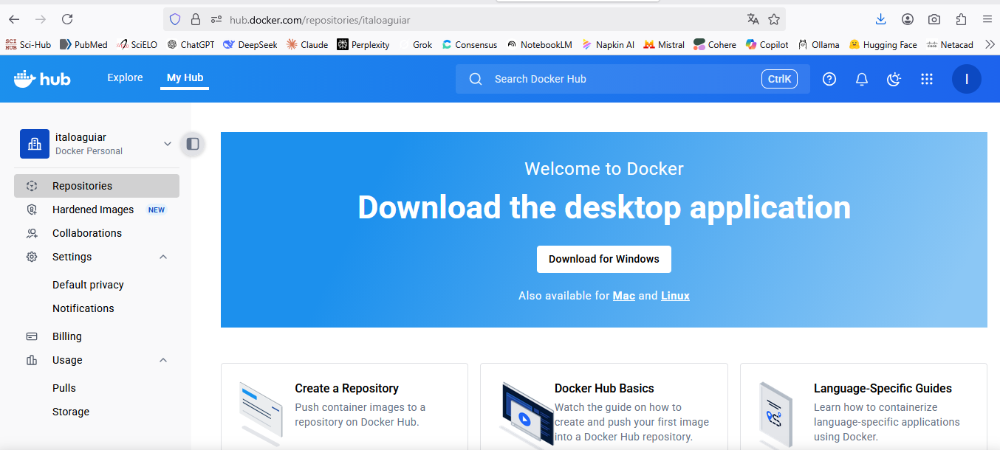 hub.docker.com/repositories/italoaguiar
SCI HUB Sci-Hub PubMed SciELO ChatGPT DeepSeek Claude Perplexity Grok Consensus NotebookLM Napkin AI Mistral Cohere Copilot Ollama Hugging Face Netacad
hub Explore My Hub Search Docker Hub CtrlK I
italoaguiar
Docker Personal
Repositories
Hardened Images NEW
Collaborations
Settings
Default privacy
Notifications
Billing
Usage
Pulls
Storage
Welcome to Docker
Download the desktop application
Download for Windows
Also available for Mac and Linux
Create a Repository
Push container images to a
repository on Docker Hub.
Docker Hub Basics
Watch the guide on how to
create and push your first image
into a Docker Hub repository.
Language-Specific Guides
Learn how to containerize
language-specific applications
using Docker.